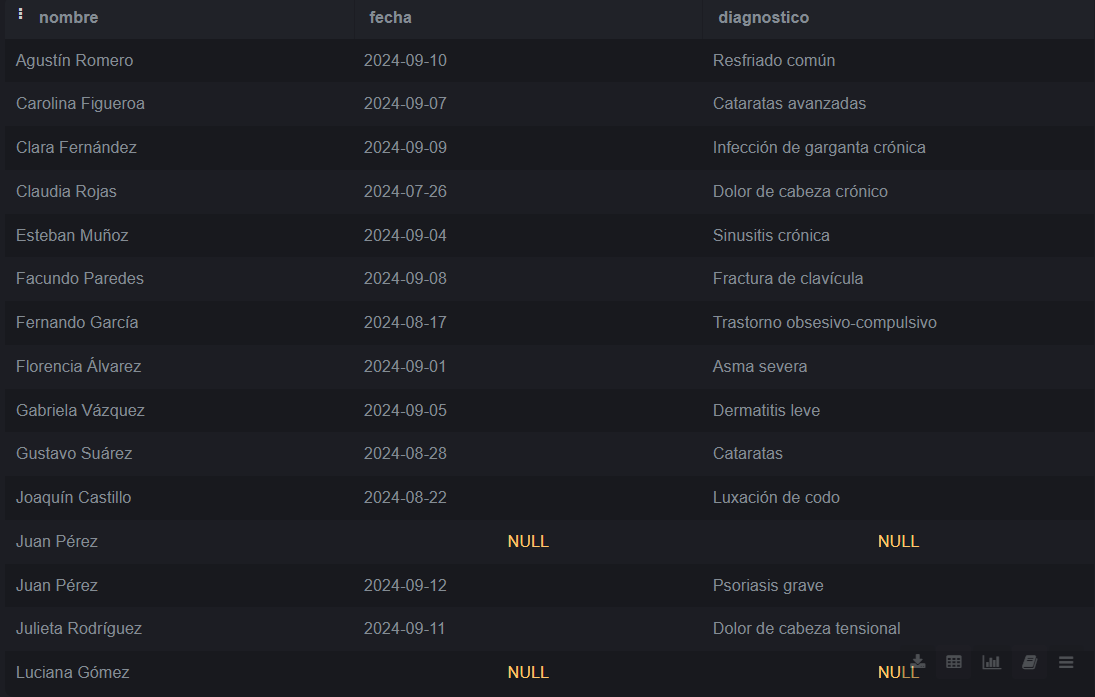 nombre fecha diagnostico
Agustín Romero 2024-09-10 Resfriado común
Carolina Figueroa 2024-09-07 Cataratas avanzadas
Clara Fernández 2024-09-09 Infección de garganta crónica
Claudia Rojas 2024-07-26 Dolor de cabeza crónico
Esteban Muñoz 2024-09-04 Sinusitis crónica
Facundo Paredes 2024-09-08 Fractura de clavícula
Fernando García 2024-08-17 Trastorno obsesivo-compulsivo
Florencia Álvarez 2024-09-01 Asma severa
Gabriela Vázquez 2024-09-05 Dermatitis leve
Gustavo Suárez 2024-08-28 Cataratas
Joaquín Castillo 2024-08-22 Luxación de codo
Juan Pérez NULL NULL
Juan Pérez 2024-09-12 Psoriasis grave
Julieta Rodríguez 2024-09-11 Dolor de cabeza tensional
Luciana Gómez NULL NULL